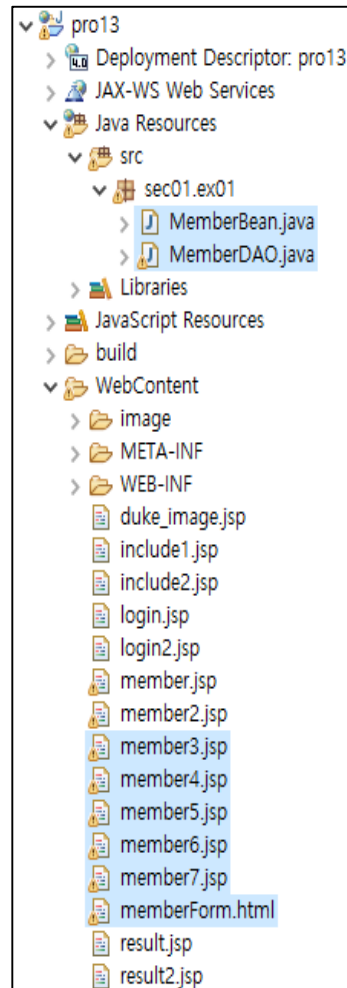 pro13
Deployment Descriptor: pro13
JAX-WS Web Services
Java Resources
src
sec01.ex01
MemberBean.java
MemberDAO.java
Libraries
JavaScript Resources
build
WebContent
image
META-INF
WEB-INF
duke_image.jsp
include1.jsp
include2.jsp
login.jsp
login2.jsp
member.jsp
member2.jsp
member3.jsp
member4.jsp
member5.jsp
member6.jsp
member7.jsp
memberForm.html
result.jsp
result2.jsp